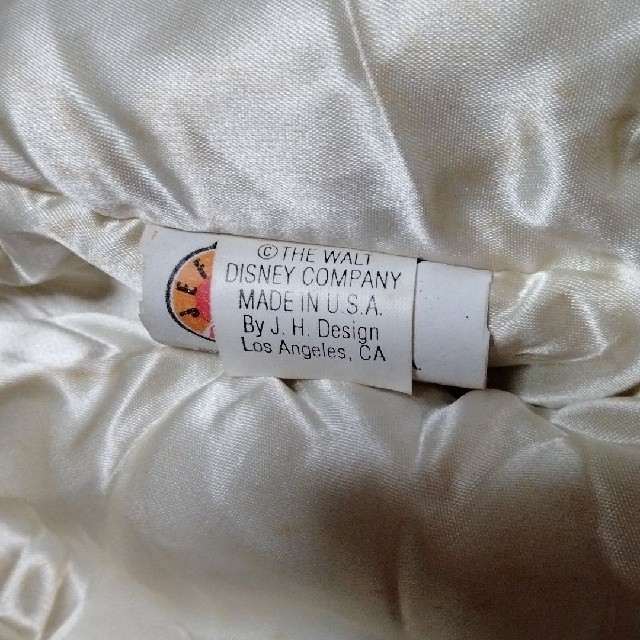 © THE WALT
DISNEY COMPANY
MADE IN U.S.A.
By J. H. Design
Los Angeles, CA